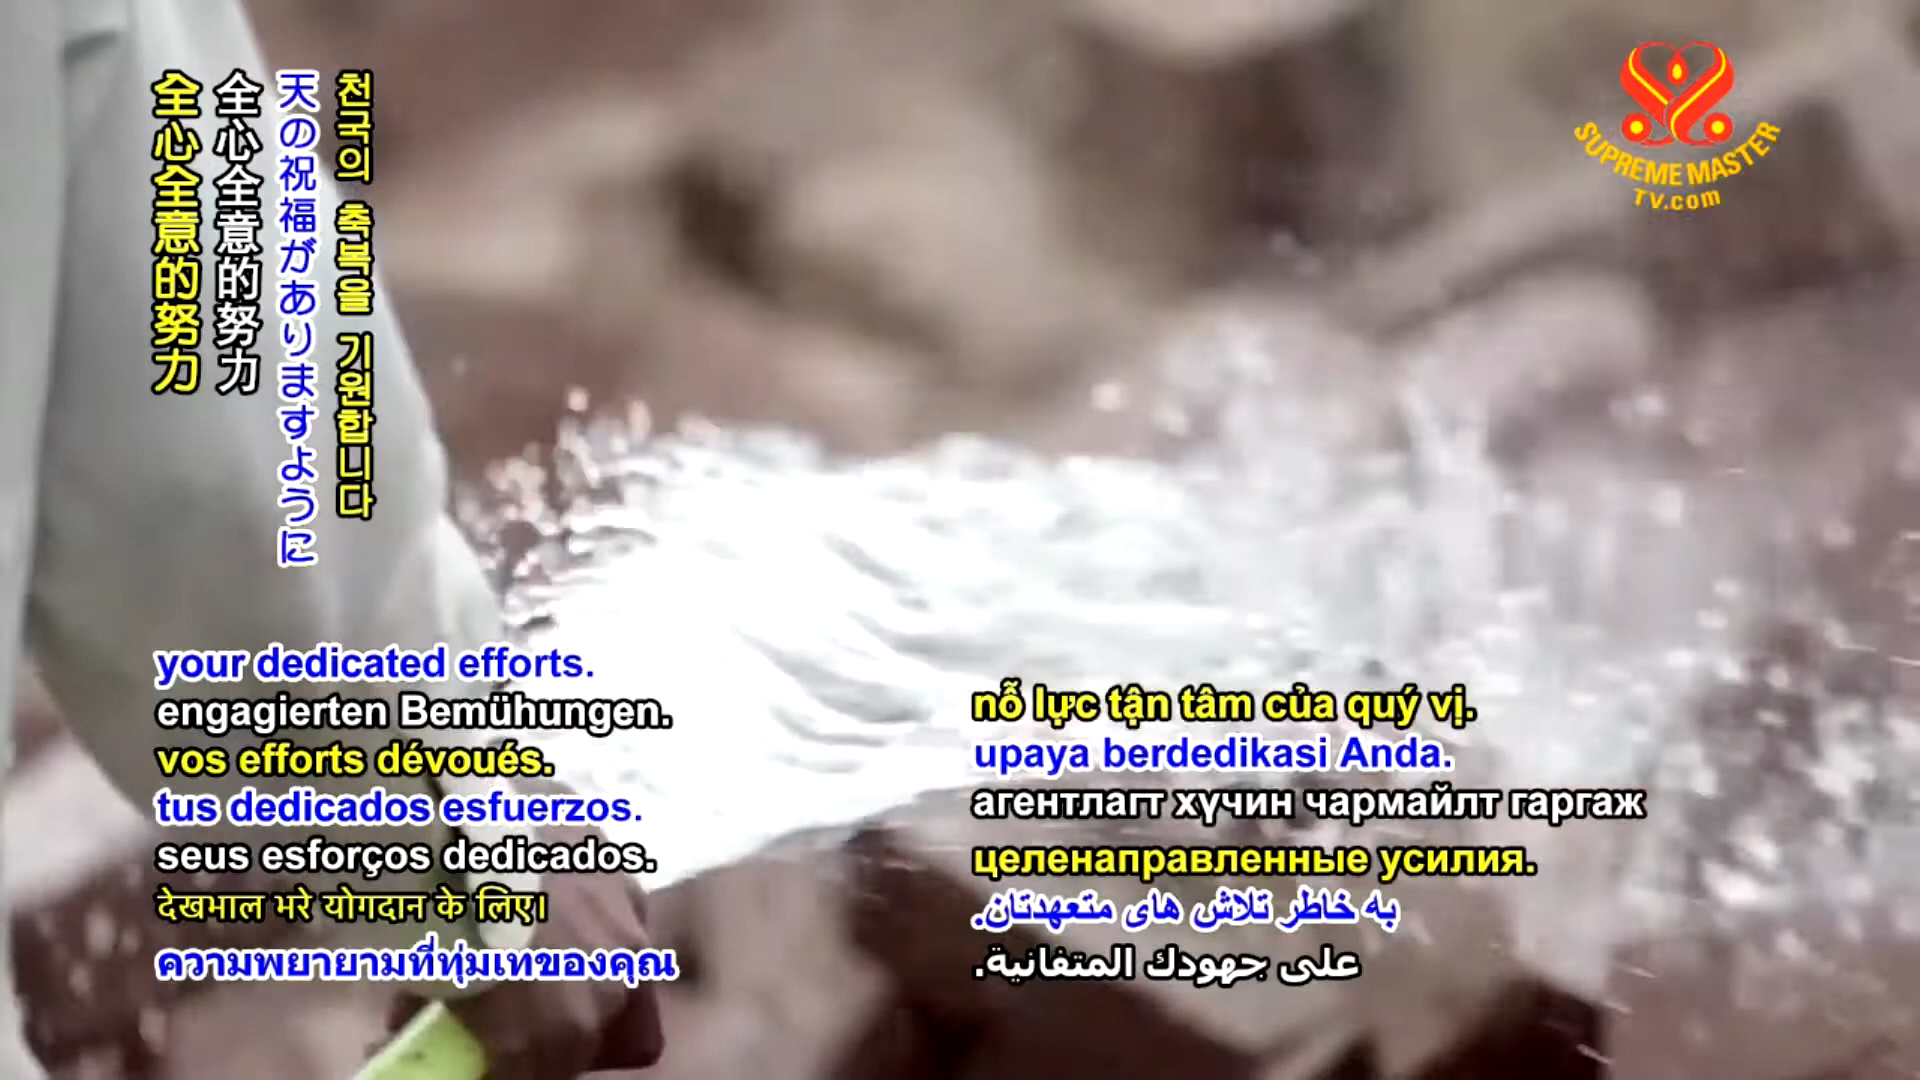 全心全意的努力
全心全意的努力
天の祝福がありますように
천국의 축복을 기원합니다
SUPREME MASTER
TV.com
your dedicated efforts.
engagierten Bemühungen.
vos efforts dévoués.
tus dedicados esfuerzos.
seus esforços dedicados.
देखभाल भरे योगदान के लिए।
ความพยายามที่ทุ่มเทของคุณ
nỗ lực tận tâm của quý vị.
upaya berdedikasi Anda.
агентлагт хүчин чармайлт гаргаж
целенаправленные усилия.
به خاطر تلاش های متعهدتان.
على جهودك المتفانية.